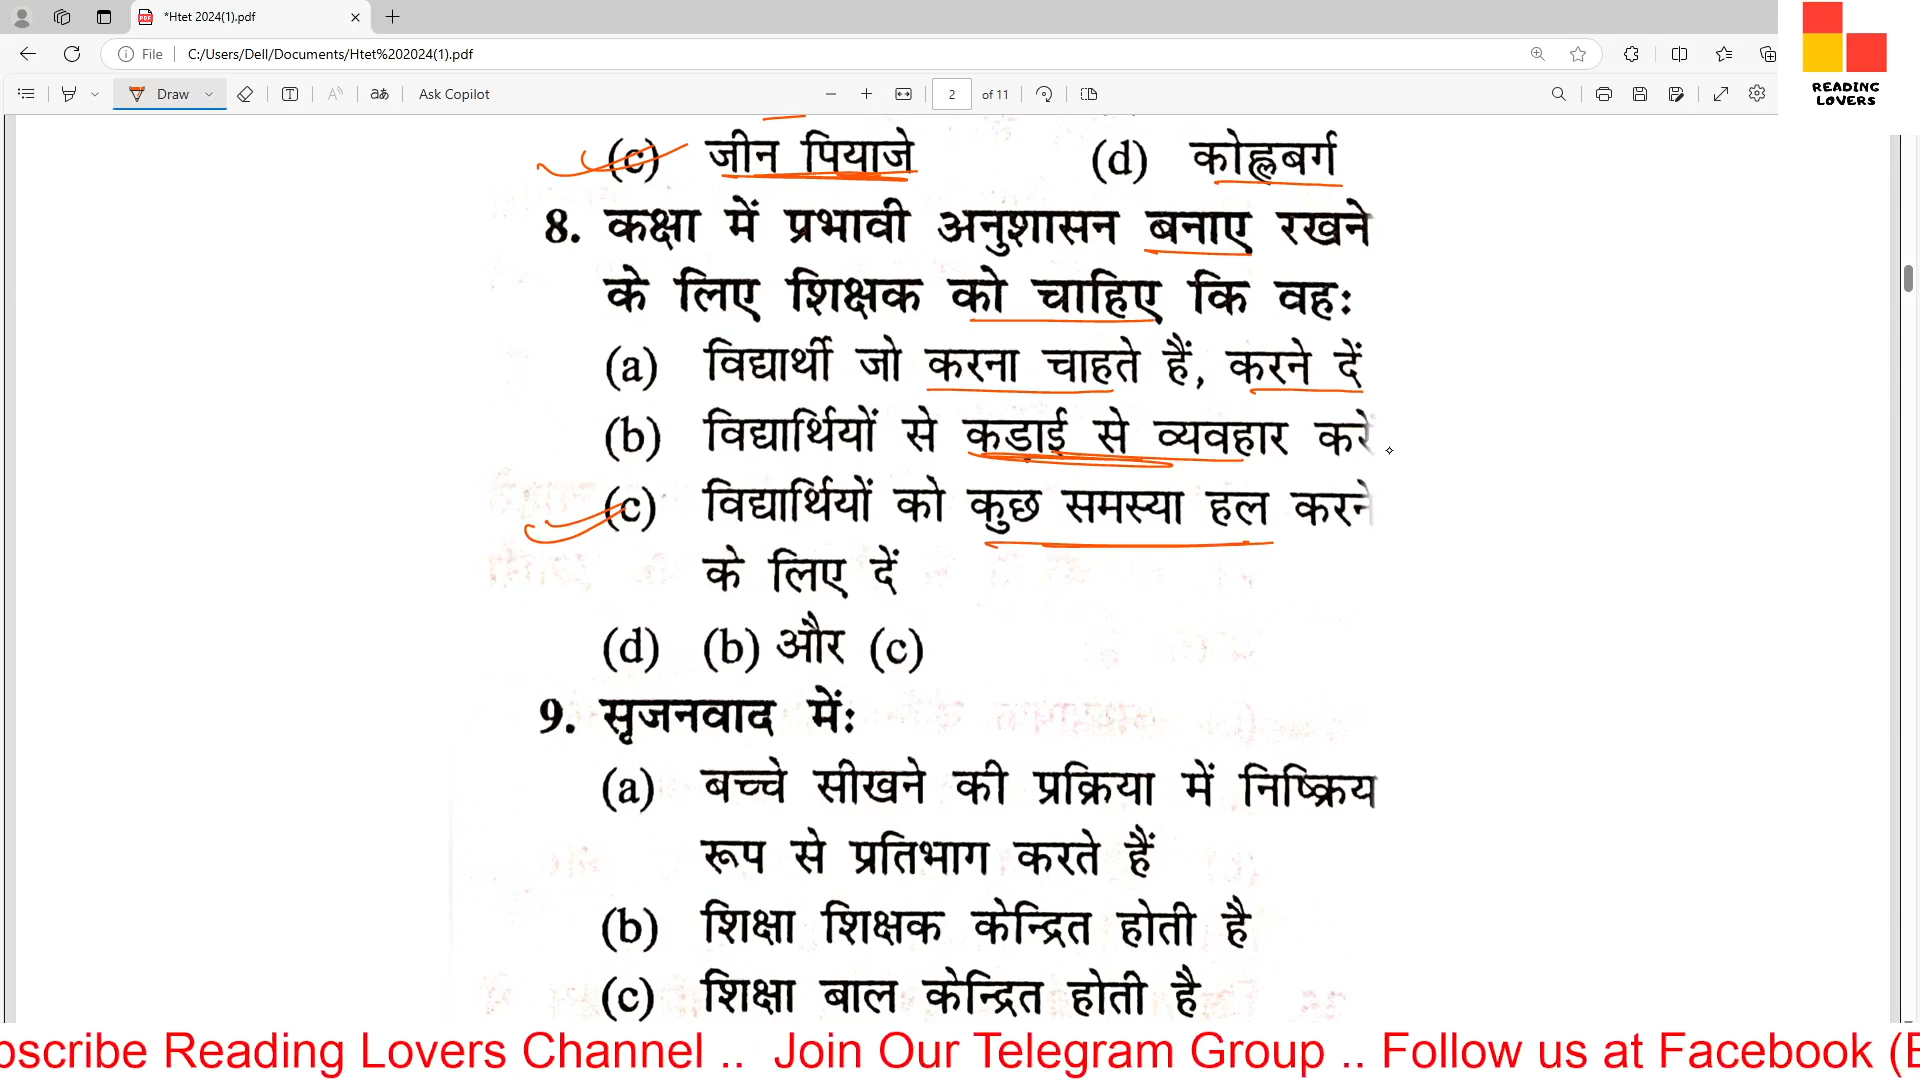 *Htet 2024(1).pdf
File
C:/Users/Dell/Documents/Htet%202024(1).pdf
READING
LOVERS
Draw
aあ
Ask Copilot
2 of 11
(c) जीन पियाजे (d) कोह्लबर्ग
8. कक्षा में प्रभावी अनुशासन बनाए रखने
के लिए शिक्षक को चाहिए कि वहः
(a) विद्यार्थी जो करना चाहते हैं, करने दें
(b) विद्यार्थियों से कडाई से व्यवहार करे
(c) विद्यार्थियों को कुछ समस्या हल करने
के लिए दें
(d) (b) और (c)
9. सृजनवाद में:
(a) बच्चे सीखने की प्रक्रिया में निष्क्रिय
रूप से प्रतिभाग करते हैं
(b) शिक्षा शिक्षक केन्द्रित होती है
(c) शिक्षा बाल केन्द्रित होती है
bscribe Reading Lovers Channel .. Join Our Telegram Group .. Follow us at Facebook (